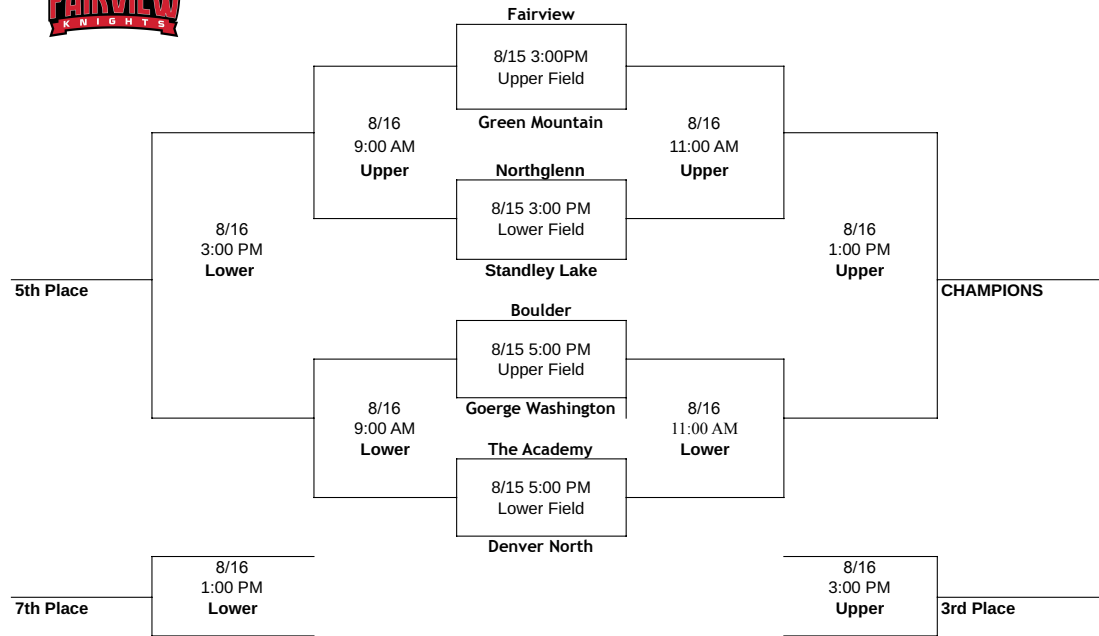 FAIRVIEW
KNIGHTS
Fairview
8/15 3:00PM
Upper Field
Green Mountain
8/16
9:00 AM
Upper
8/16
11:00 AM
Upper
Northglenn
8/15 3:00 PM
Lower Field
Standley Lake
8/16
3:00 PM
Lower
8/16
1:00 PM
Upper
5th Place
CHAMPIONS
Boulder
8/15 5:00 PM
Upper Field
Goerge Washington
8/16
9:00 AM
Lower
8/16
11:00 AM
Lower
The Academy
8/15 5:00 PM
Lower Field
Denver North
8/16
1:00 PM
Lower
7th Place
8/16
3:00 PM
Upper
3rd Place